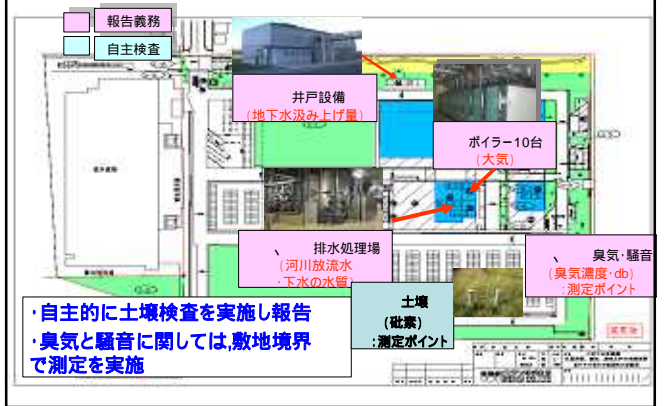 報告義務
自主検査
井戸設備
(地下水汲み上げ量)
ボイラー10台
(大気)
、 排水処理場
(河川放流水
・下水の水質)
、 臭気・騒音
(臭気濃度・db)
:測定ポイント
土壌
(砒素)
:測定ポイント
・自主的に土壌検査を実施し報告
・臭気と騒音に関しては,敷地境界
で測定を実施